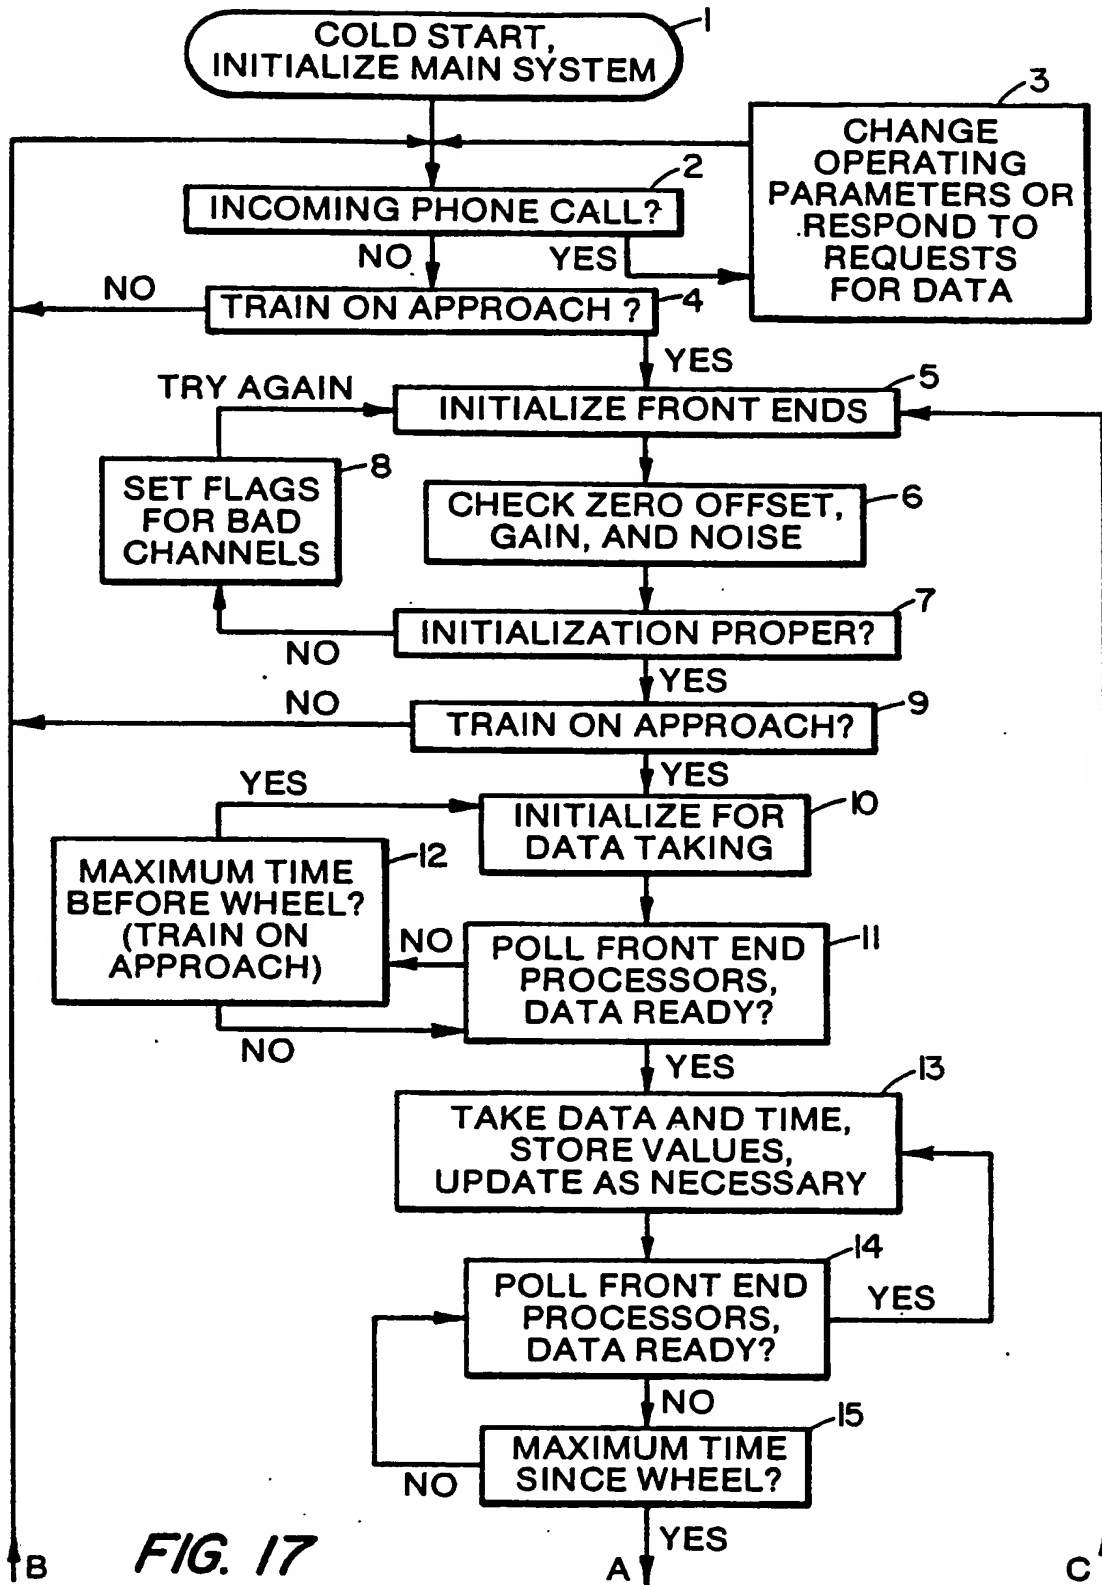 1
COLD START,
INITIALIZE MAIN SYSTEM
3
CHANGE
OPERATING
PARAMETERS OR
RESPOND TO
REQUESTS
FOR DATA
2
INCOMING PHONE CALL?
NO
YES
NO
TRAIN ON APPROACH ?
4
YES
TRY AGAIN
5
INITIALIZE FRONT ENDS
8
SET FLAGS
FOR BAD
CHANNELS
6
CHECK ZERO OFFSET,
GAIN, AND NOISE
7
INITIALIZATION PROPER?
NO
YES
NO
9
TRAIN ON APPROACH?
YES
YES
10
INITIALIZE FOR
DATA TAKING
12
MAXIMUM TIME
BEFORE WHEEL?
(TRAIN ON
APPROACH)
NO
11
POLL FRONT END
PROCESSORS,
DATA READY?
NO
YES
13
TAKE DATA AND TIME,
STORE VALUES,
UPDATE AS NECESSARY
14
POLL FRONT END
PROCESSORS,
DATA READY?
YES
NO
15
MAXIMUM TIME
SINCE WHEEL?
NO
YES
B
FIG. 17
A
C